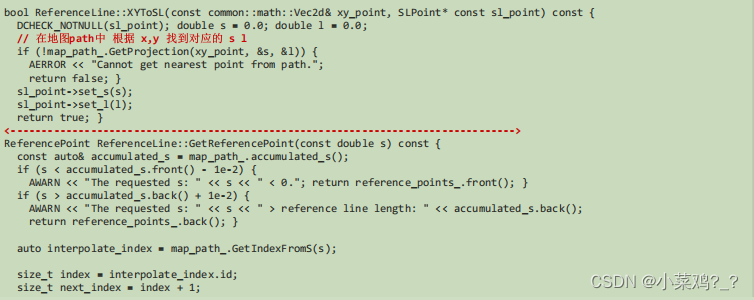 bool ReferenceLine::XYToSL(const common::math::Vec2d& xy_point, SLPoint* const sl_point) const {
  DCHECK_NOTNULL(sl_point); double s = 0.0; double l = 0.0;
  // 在地图path中 根据 x,y 找到对应的 s l
  if (!map_path_.GetProjection(xy_point, &s, &l)) {
    AERROR << "Cannot get nearest point from path.";
    return false; }
  sl_point->set_s(s);
  sl_point->set_l(l);
  return true; }
<------------------------------------------------------------------------------------>
ReferencePoint ReferenceLine::GetReferencePoint(const double s) const {
  const auto& accumulated_s = map_path_.accumulated_s();
  if (s < accumulated_s.front() - 1e-2) {
    AWARN << "The requested s: " << s << " < 0."; return reference_points_.front(); }
  if (s > accumulated_s.back() + 1e-2) {
    AWARN << "The requested s: " << s << " > reference line length: " << accumulated_s.back();
    return reference_points_.back(); }
  auto interpolate_index = map_path_.GetIndexFromS(s);
  size_t index = interpolate_index.id;
  size_t next_index = index + 1;
CSDN @小菜鸡?_?